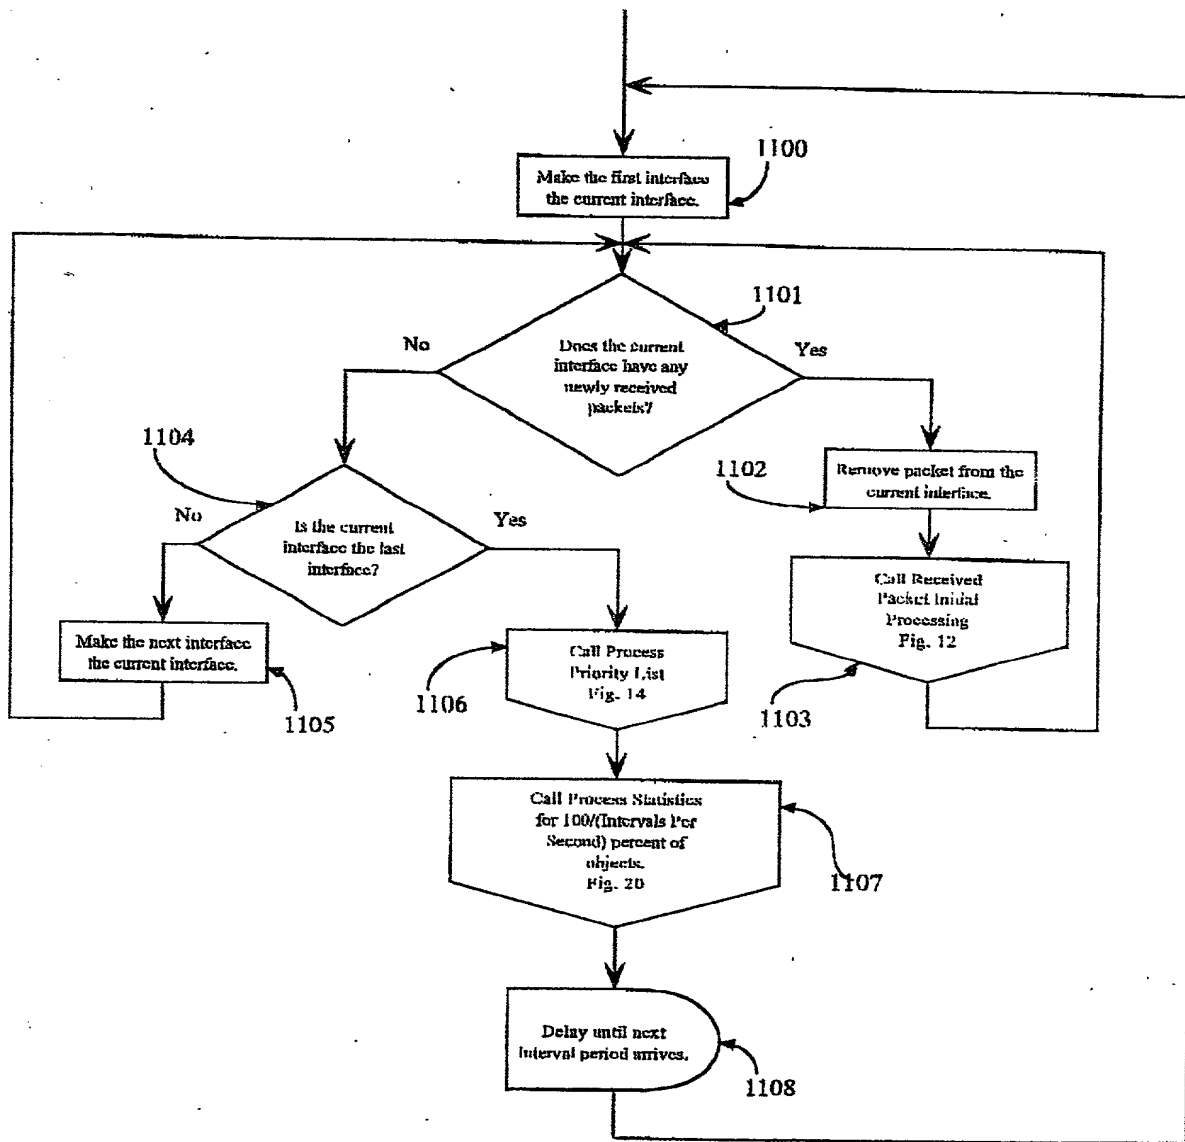 1100
Make the first interface
the current interface.
1101
No
Yes
Does the current
interface have any
newly received
packets?
1104
1102
Remove packet from the
current interface.
No
Yes
Is the current
interface the last
interface?
Call Received
Packet Initial
Processing
Fig. 12
Make the next interface
the current interface.
Call Process
Priority List
Fig. 14
1105
1106
1103
Call Process Statistics
for 100/(Intervals Per
Second) percent of
objects.
Fig. 20
1107
Delay until next
Interval period arrives.
1108